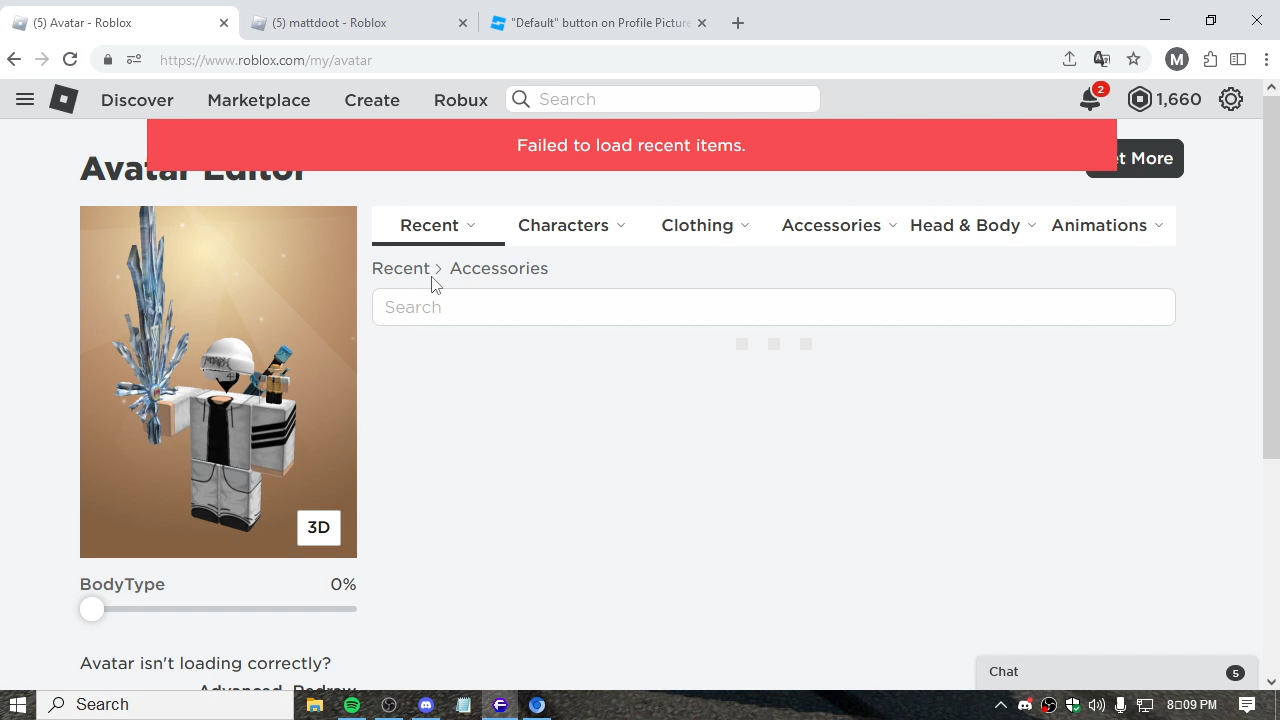 (5) Avatar - Roblox
(5) mattdoot - Roblox
"Default" button on Profile Picture
https://www.roblox.com/my/avatar
M
Discover
Marketplace
Create
Robux
Search
2
1,660
Failed to load recent items.
Avatar Editor
et More
Recent
Characters
Clothing
Accessories
Head & Body
Animations
Recent > Accessories
Search
3D
BodyType
0%
Avatar isn't loading correctly?
Advanced Redraw
Chat
5
Search
8:09 PM